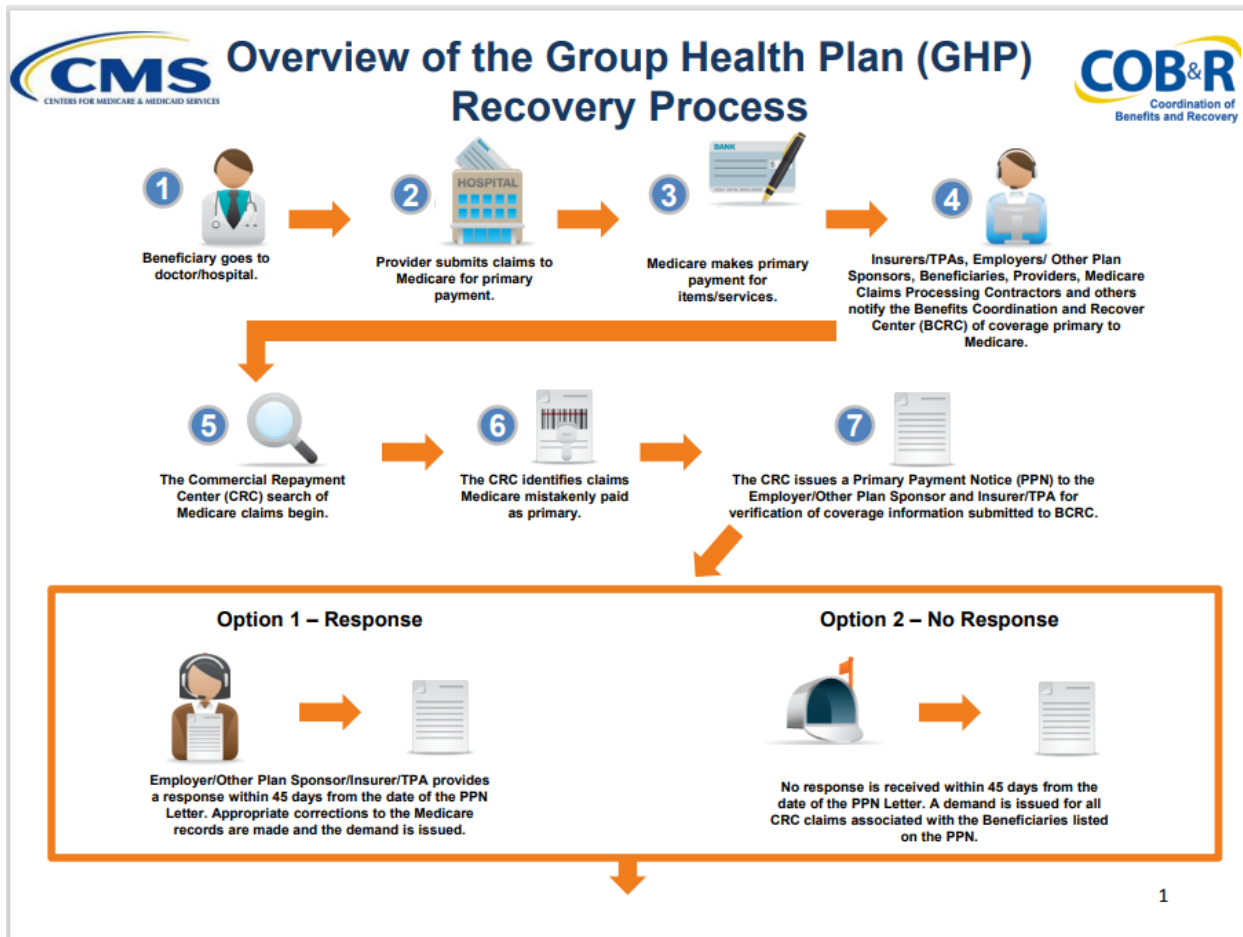 CMS
CENTERS FOR MEDICARE & MEDICAID SERVICES
Overview of the Group Health Plan (GHP)
Recovery Process
COB&R
Coordination of
Benefits and Recovery
1
Beneficiary goes to
doctor/hospital.
2
HOSPITAL
Provider submits claims to
Medicare for primary
payment.
3
BANK
Medicare makes primary
payment for
items/services.
4
Insurers/TPAs, Employers/ Other Plan
Sponsors, Beneficiaries, Providers, Medicare
Claims Processing Contractors and others
notify the Benefits Coordination and Recover
Center (BCRC) of coverage primary to
Medicare.
5
The Commercial Repayment
Center (CRC) search of
Medicare claims begin.
6
The CRC identifies claims
Medicare mistakenly paid
as primary.
7
The CRC issues a Primary Payment Notice (PPN) to the
Employer/Other Plan Sponsor and Insurer/TPA for
verification of coverage information submitted to BCRC.
Option 1 – Response
Employer/Other Plan Sponsor/Insurer/TPA provides
a response within 45 days from the date of the PPN
Letter. Appropriate corrections to the Medicare
records are made and the demand is issued.
Option 2 – No Response
No response is received within 45 days from the
date of the PPN Letter. A demand is issued for all
CRC claims associated with the Beneficiaries listed
on the PPN.
1